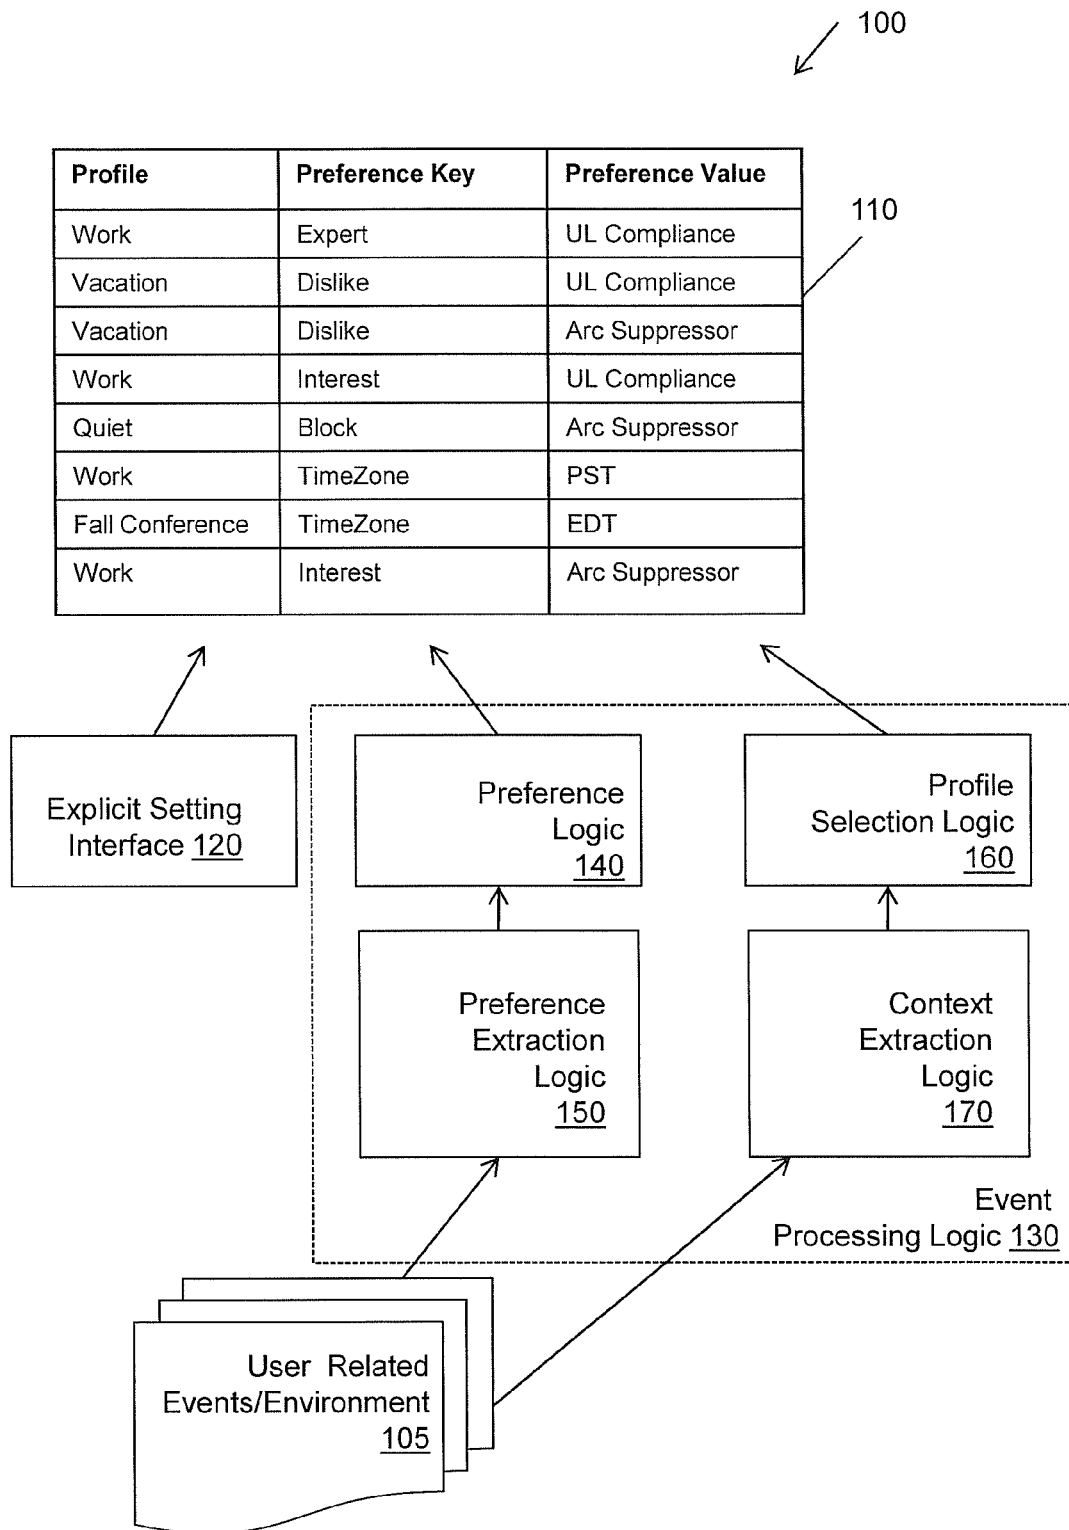 100
Profile Preference Key Preference Value
110
Work Expert UL Compliance
Vacation Dislike UL Compliance
Vacation Dislike Arc Suppressor
Work Interest UL Compliance
Quiet Block Arc Suppressor
Work TimeZone PST
Fall Conference TimeZone EDT
Work Interest Arc Suppressor
Explicit Setting
Interface 120
Preference
Logic
140
Profile
Selection Logic
160
Preference
Extraction
Logic
150
Context
Extraction
Logic
170
Event
Processing Logic 130
User Related
Events/Environment
105